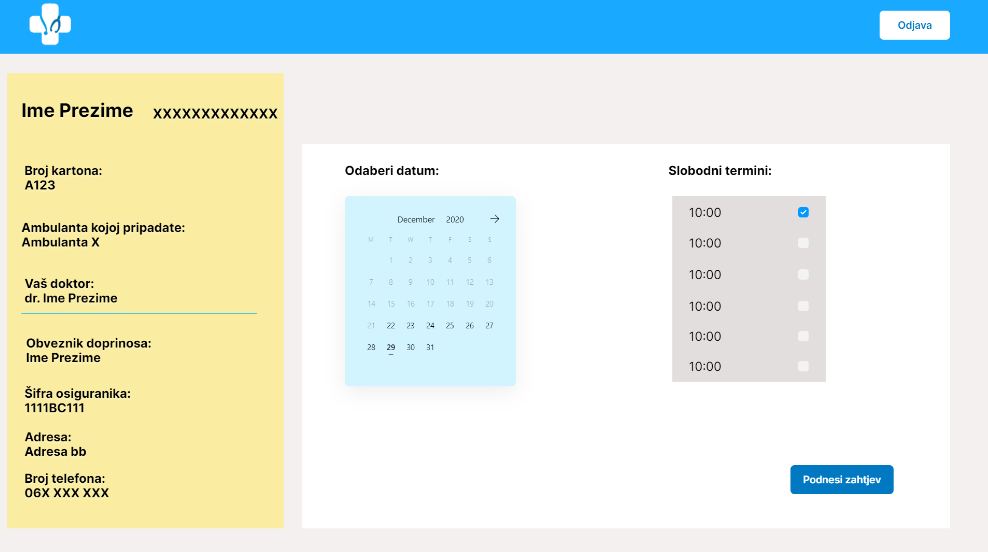 Odjava
Ime Prezime XXXXXXXXXXXXX
Broj kartona:
A123
Ambulanta kojoj pripadate:
Ambulanta X
Vaš doktor:
dr. Ime Prezime
Obveznik doprinosa:
Ime Prezime
Šifra osiguranika:
1111BC111
Adresa:
Adresa bb
Broj telefona:
06X XXX XXX
Odaberi datum:
December 2020
M T W T F S S
1 2 3 4 5 6
7 8 9 10 11 12 13
14 15 16 17 18 19 20
21 22 23 24 25 26 27
28 29 30 31
Slobodni termini:
10:00
10:00
10:00
10:00
10:00
10:00
Podnesi zahtjev